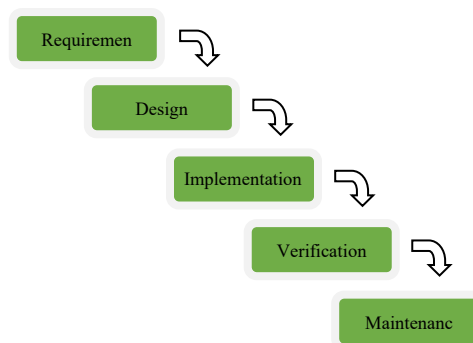 Requiremen
Design
Implementation
Verification
Maintenanc